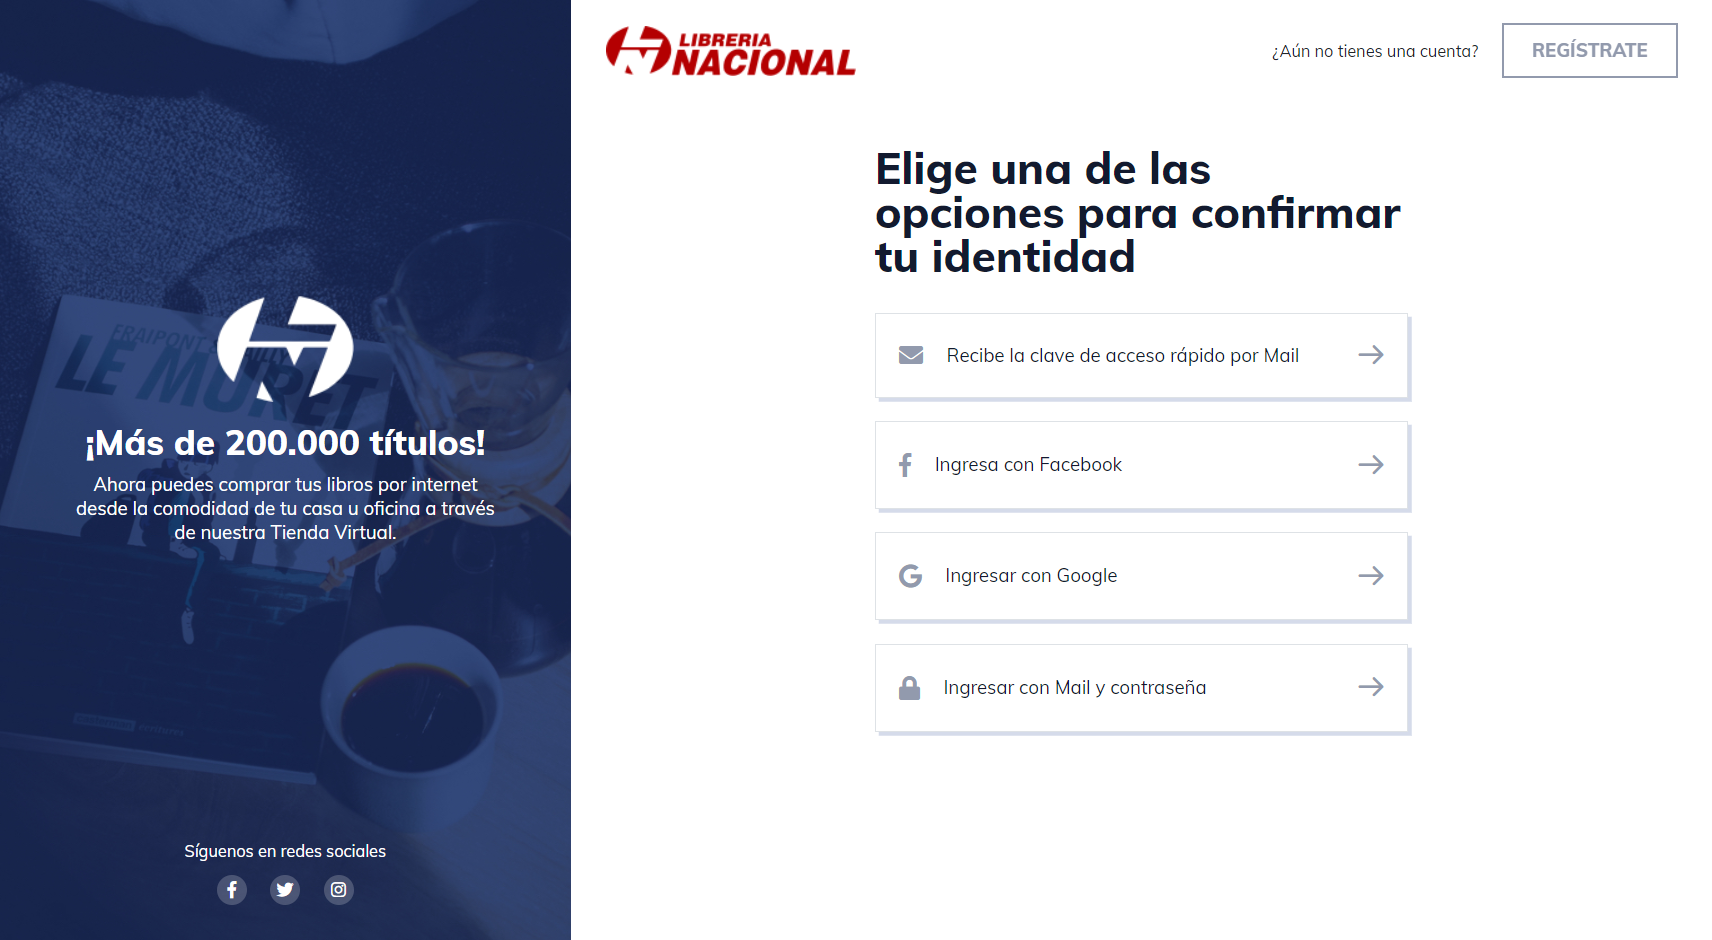 LIBRERIA
NACIONAL
¿Aún no tienes una cuenta?
REGÍSTRATE
Elige una de las
opciones para confirmar
tu identidad
Recibe la clave de acceso rápido por Mail
Ingresa con Facebook
Ingresar con Google
Ingresar con Mail y contraseña
FRAIPONT
LE MURET
¡Más de 200.000 títulos!
Ahora puedes comprar tus libros por internet
desde la comodidad de tu casa u oficina a través
de nuestra Tienda Virtual.
Síguenos en redes sociales